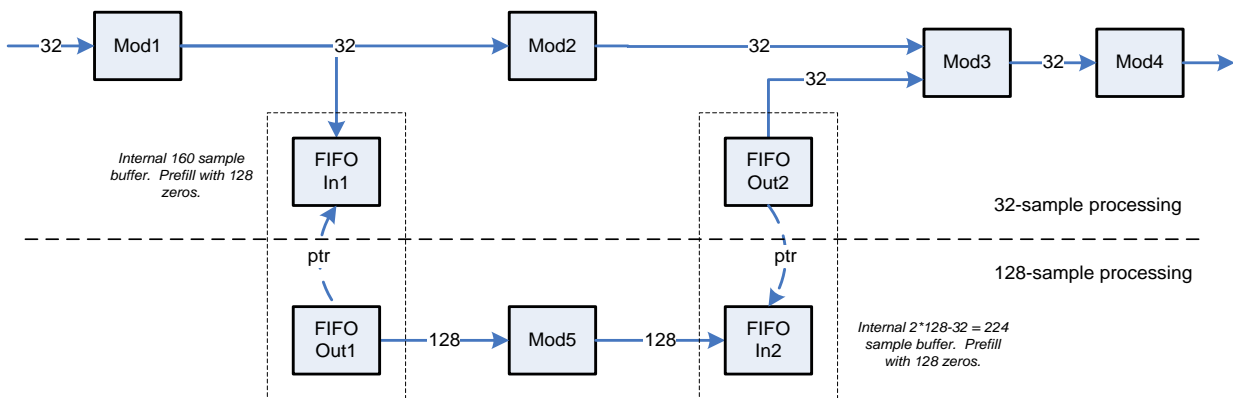 32
Mod1
32
Mod2
32
Mod3
32
Mod4
32
Internal 160 sample
buffer.  Prefill with 128
zeros.
FIFO
In1
FIFO
Out2
32-sample processing
ptr
ptr
128-sample processing
FIFO
Out1
128
Mod5
128
FIFO
In2
Internal 2*128-32 = 224
sample buffer.  Prefill
with 128 zeros.